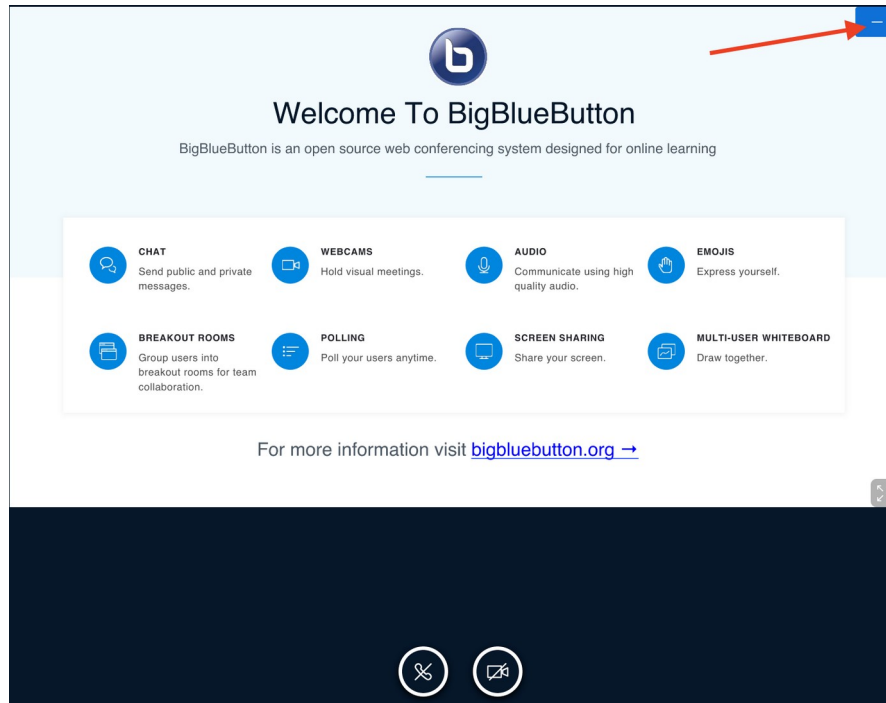 Welcome To BigBlueButton
BigBlueButton is an open source web conferencing system designed for online learning
CHAT
Send public and private
messages.
WEBCAMS
Hold visual meetings.
AUDIO
Communicate using high
quality audio.
EMOJIS
Express yourself.
BREAKOUT ROOMS
Group users into
breakout rooms for team
collaboration.
POLLING
Poll your users anytime.
SCREEN SHARING
Share your screen.
MULTI-USER WHITEBOARD
Draw together.
For more information visit bigbluebutton.org →